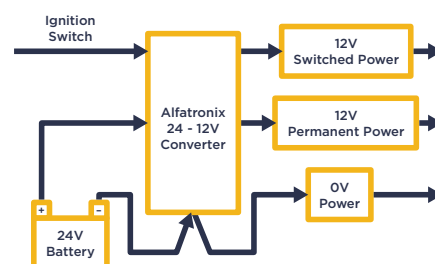 Ignition
Switch
12V
Switched Power
Alfatronix
24 - 12V
Converter
12V
Permanent Power
0V
Power
+
-
24V
Battery